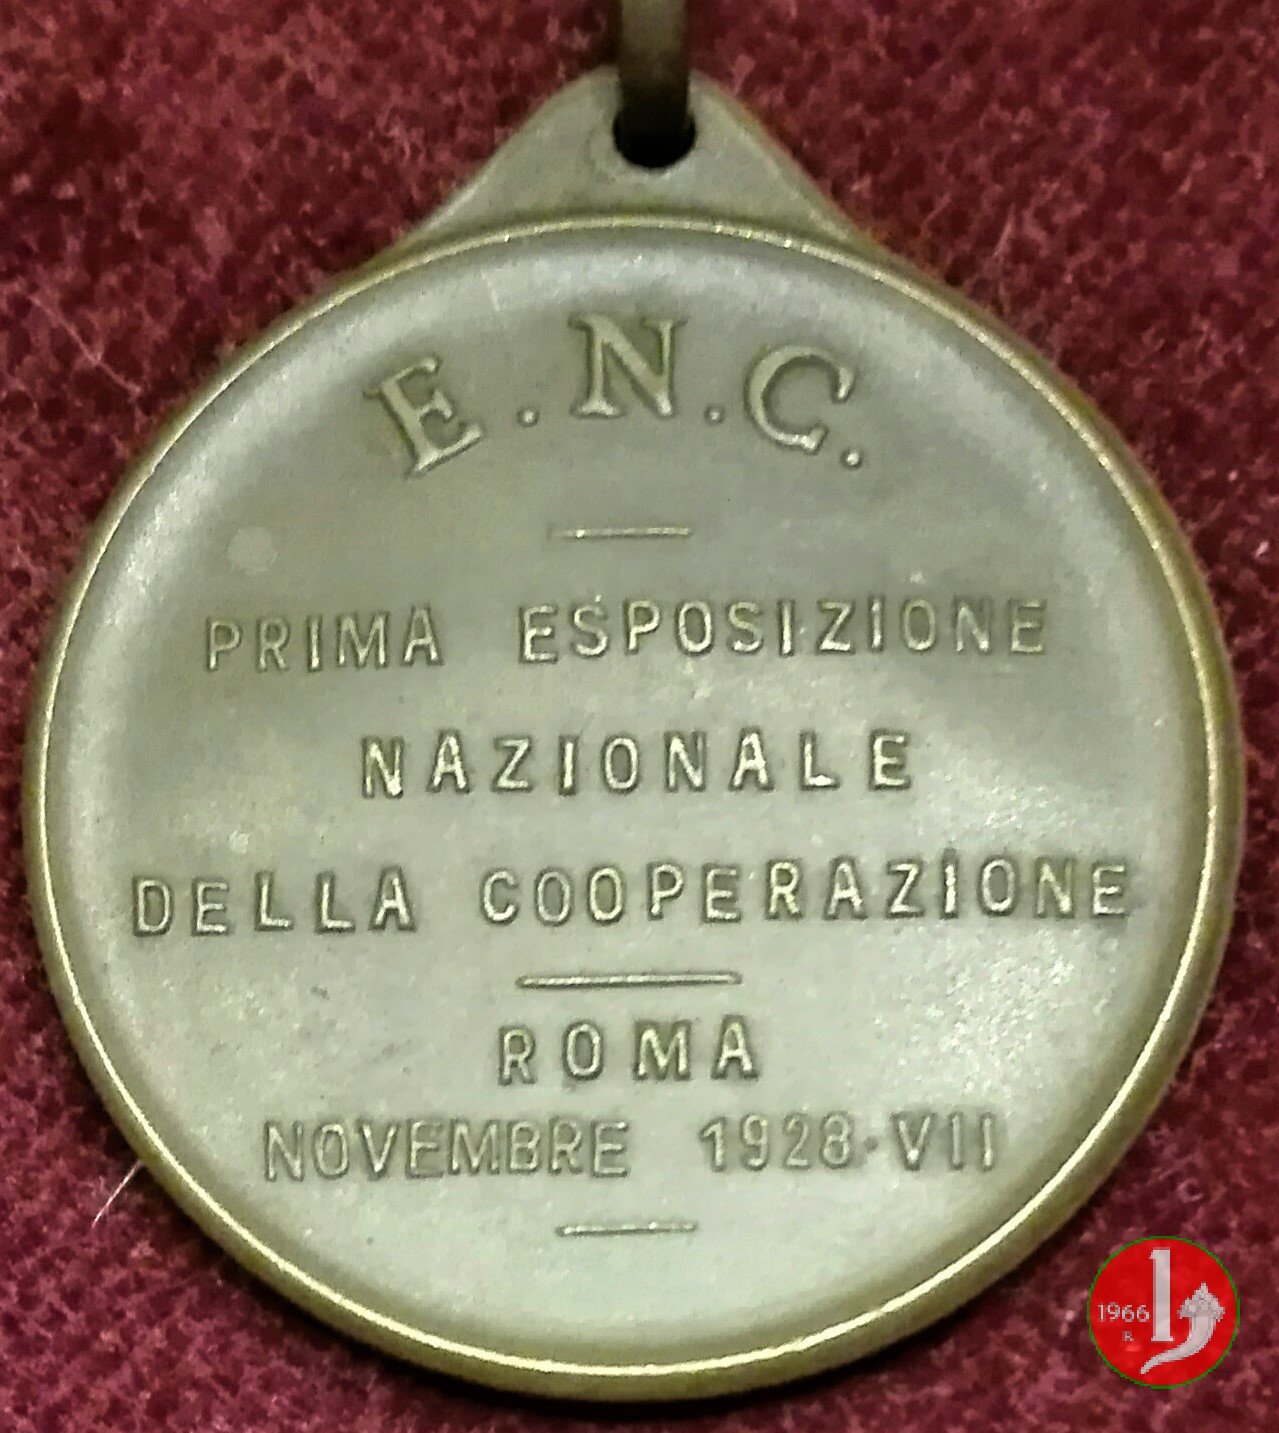 E.N.C.
PRIMA ESPOSIZIONE
NAZIONALE
DELLA COOPERAZIONE
ROMA
NOVEMBRE 1928·VII
1966
R